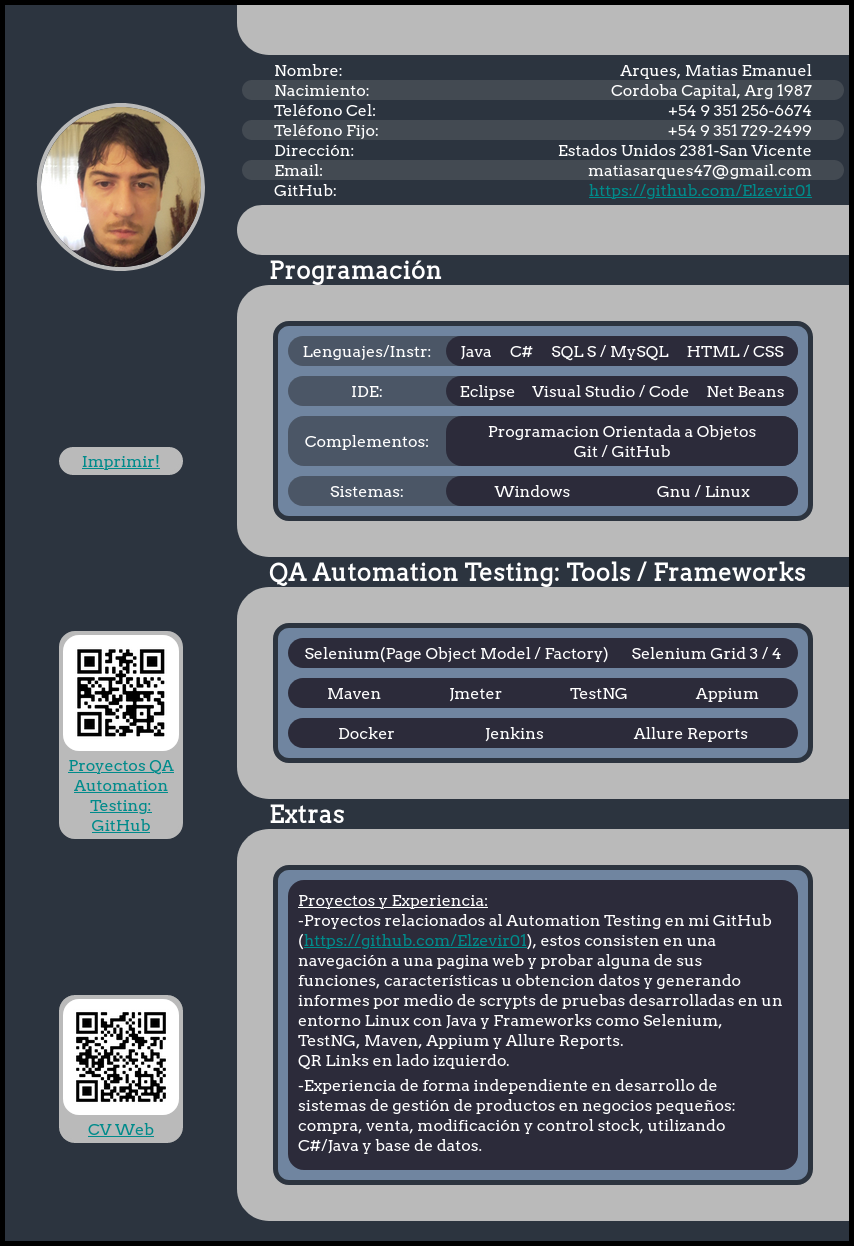 Nombre: Arques, Matias Emanuel
Nacimiento: Cordoba Capital, Arg 1987
Teléfono Cel: +54 9 351 256-6674
Teléfono Fijo: +54 9 351 729-2499
Dirección: Estados Unidos 2381-San Vicente
Email: matiasarques47@gmail.com
GitHub: https://github.com/Elzevir01
Programación
Lenguajes/Instr: Java C# SQL S / MySQL HTML / CSS
IDE: Eclipse Visual Studio / Code Net Beans
Complementos: Programacion Orientada a Objetos
Git / GitHub
Sistemas: Windows Gnu / Linux
Imprimir!
QA Automation Testing: Tools / Frameworks
Selenium(Page Object Model / Factory) Selenium Grid 3 / 4
Maven Jmeter TestNG Appium
Docker Jenkins Allure Reports
Proyectos QA
Automation
Testing:
GitHub
Extras
Proyectos y Experiencia:
-Proyectos relacionados al Automation Testing en mi GitHub
(https://github.com/Elzevir01), estos consisten en una
navegación a una pagina web y probar alguna de sus
funciones, características u obtencion datos y generando
informes por medio de scrypts de pruebas desarrolladas en un
entorno Linux con Java y Frameworks como Selenium,
TestNG, Maven, Appium y Allure Reports.
QR Links en lado izquierdo.
-Experiencia de forma independiente en desarrollo de
sistemas de gestión de productos en negocios pequeños:
compra, venta, modificación y control stock, utilizando
C#/Java y base de datos.
CV Web